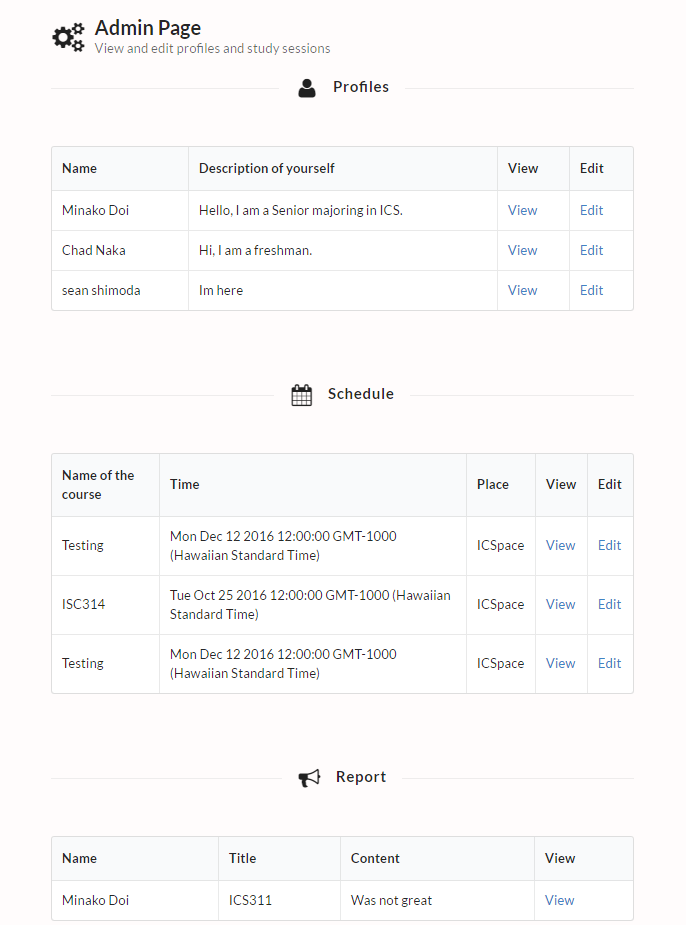 Admin Page
View and edit profiles and study sessions
Profiles
Name Description of yourself View Edit
Minako Doi Hello, I am a Senior majoring in ICS. View Edit
Chad Naka Hi, I am a freshman. View Edit
sean shimoda Im here View Edit
Schedule
Name of the
course
Time Place View Edit
Testing
Mon Dec 12 2016 12:00:00 GMT-1000
(Hawaiian Standard Time)
ICSpace View Edit
ISC314
Tue Oct 25 2016 12:00:00 GMT-1000 (Hawaiian
Standard Time)
ICSpace View Edit
Testing
Mon Dec 12 2016 12:00:00 GMT-1000
(Hawaiian Standard Time)
ICSpace View Edit
Report
Name Title Content View
Minako Doi ICS311 Was not great View